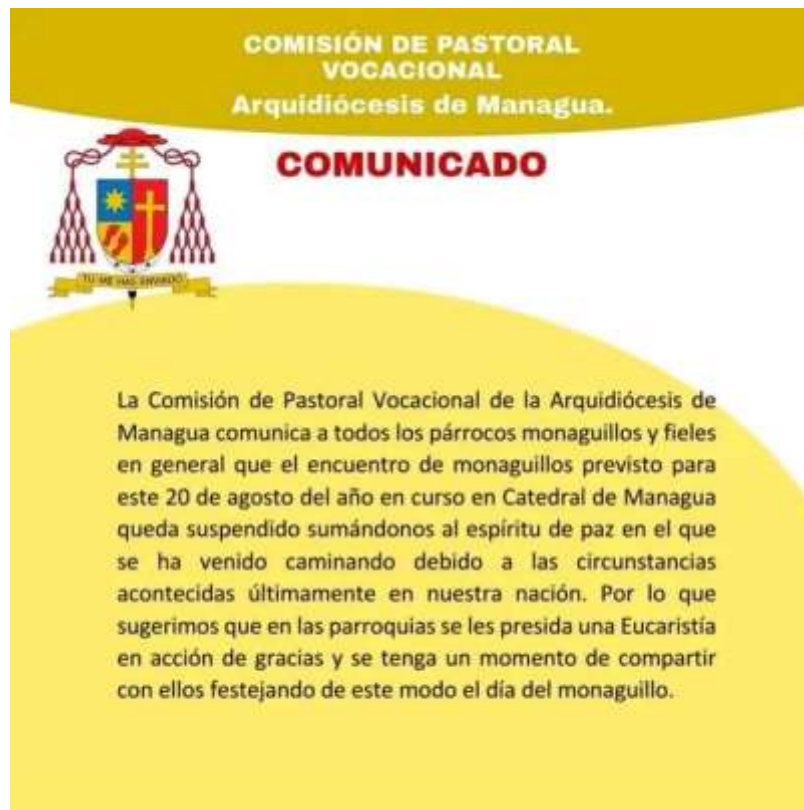 COMISIÓN DE PASTORAL
VOCACIONAL
Arquidiócesis de Managua.
COMUNICADO
TU ME HAS ENVIADO
La Comisión de Pastoral Vocacional de la Arquidiócesis de
Managua comunica a todos los párrocos monaguillos y fieles
en general que el encuentro de monaguillos previsto para
este 20 de agosto del año en curso en Catedral de Managua
queda suspendido sumándonos al espíritu de paz en el que
se ha venido caminando debido a las circunstancias
acontecidas últimamente en nuestra nación. Por lo que
sugerimos que en las parroquias se les presida una Eucaristía
en acción de gracias y se tenga un momento de compartir
con ellos festejando de este modo el día del monaguillo.